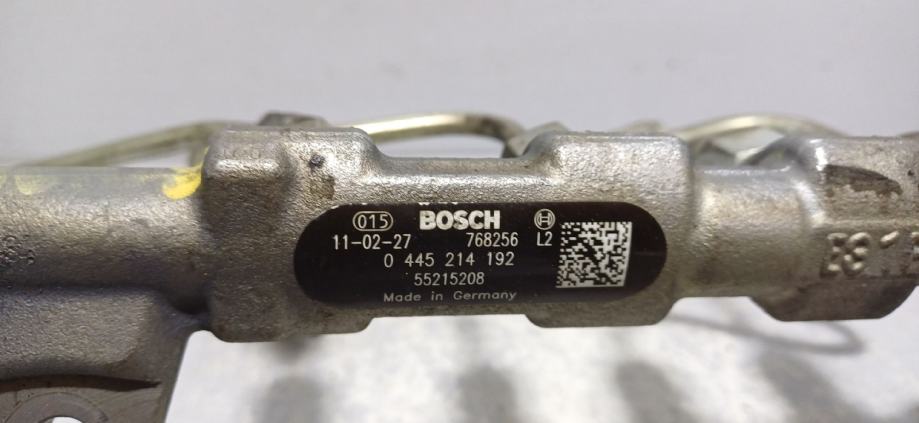 015 BOSCH
11-02-27 768256 L2
0 445 214 192
55215208
Made in Germany